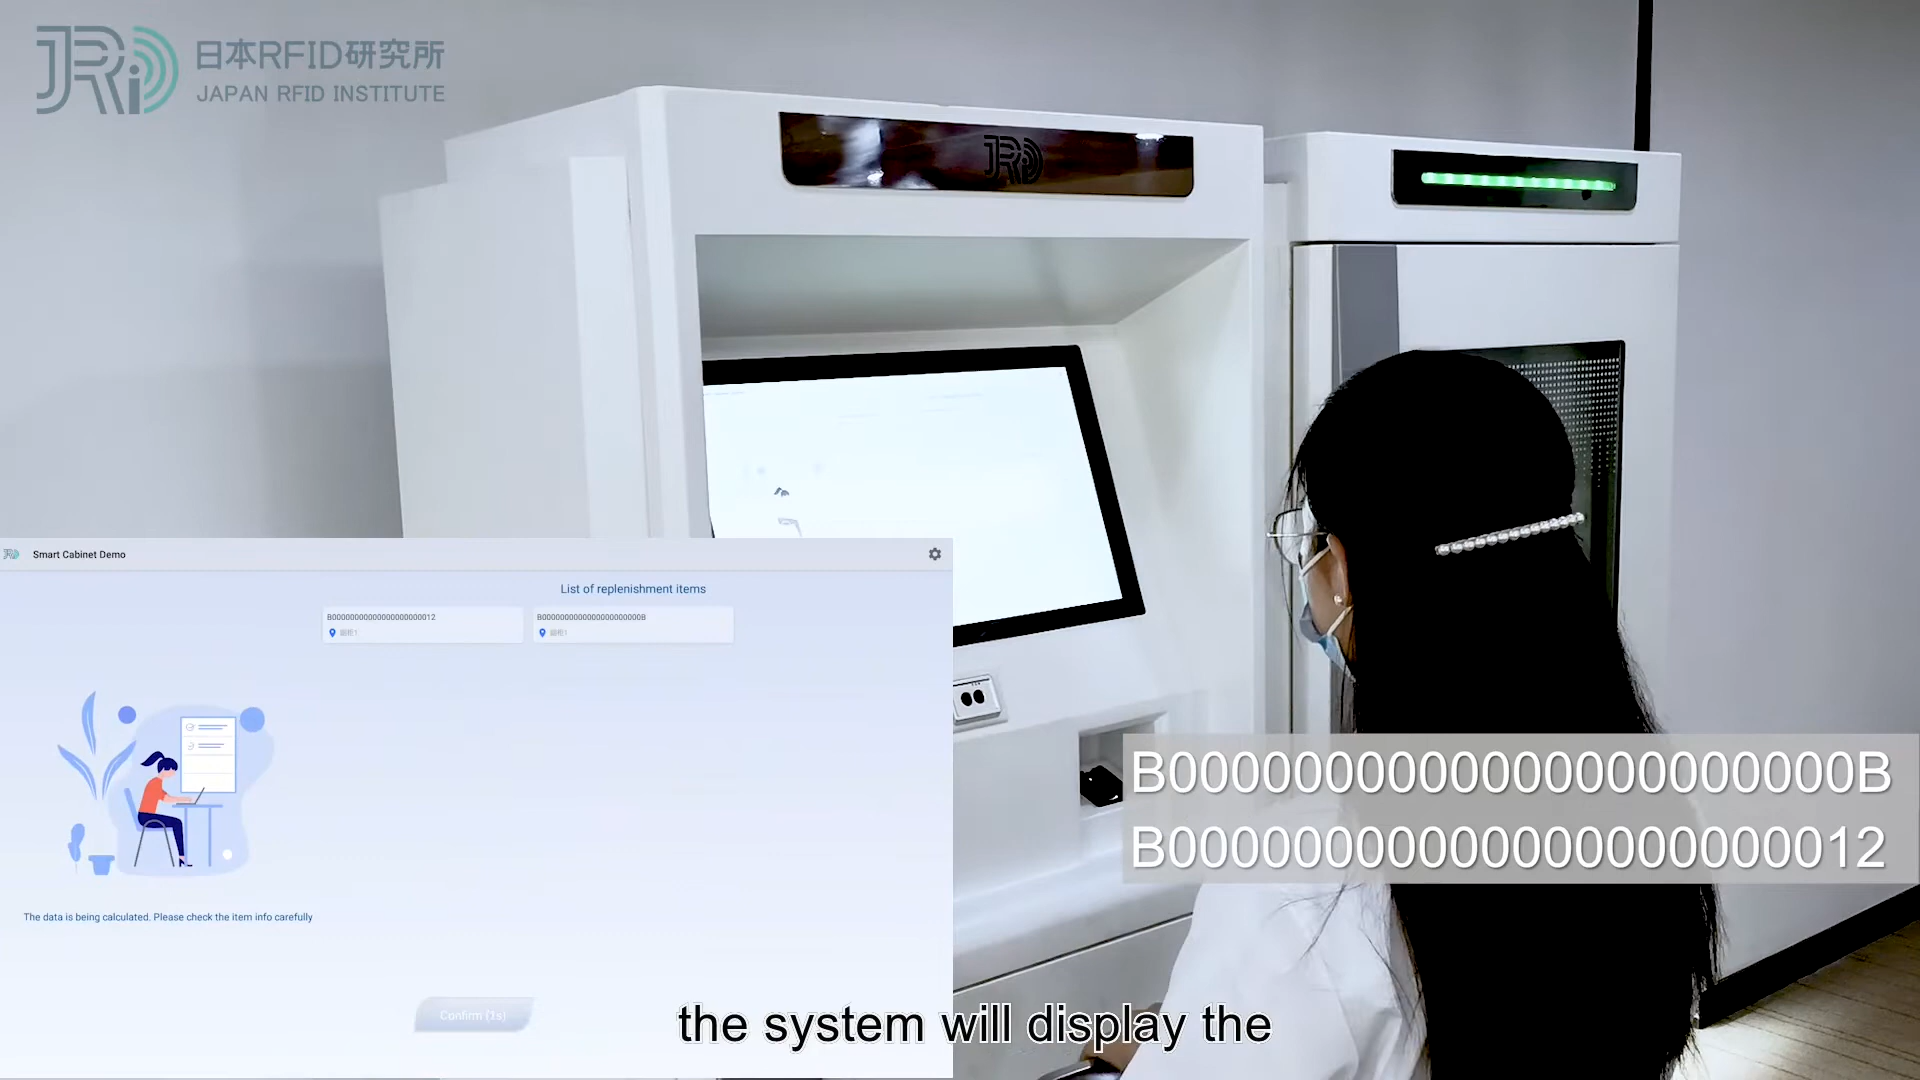 日本RFID研究所
JAPAN RFID INSTITUTE
Smart Cabinet Demo
List of replenishment items
B00000000000000000000012
B0000000000000000000000B
The data is being calculated. Please check the item info carefully
Confirm (1s)
B0000000000000000000000B
B00000000000000000000012
the system will display the